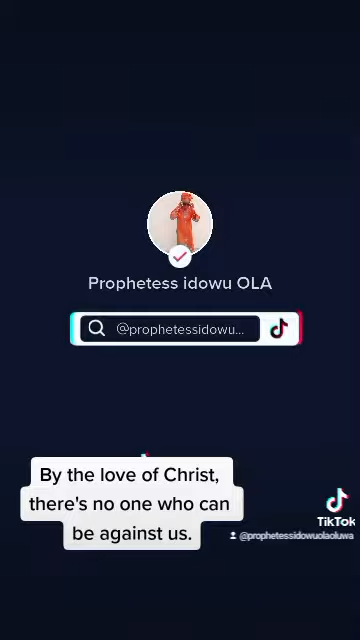 Prophetess idowu OLA
@prophetessidowu...
By the love of Christ,
there's no one who can
be against us.
TikTok
@prophetessidowuolaoluwa